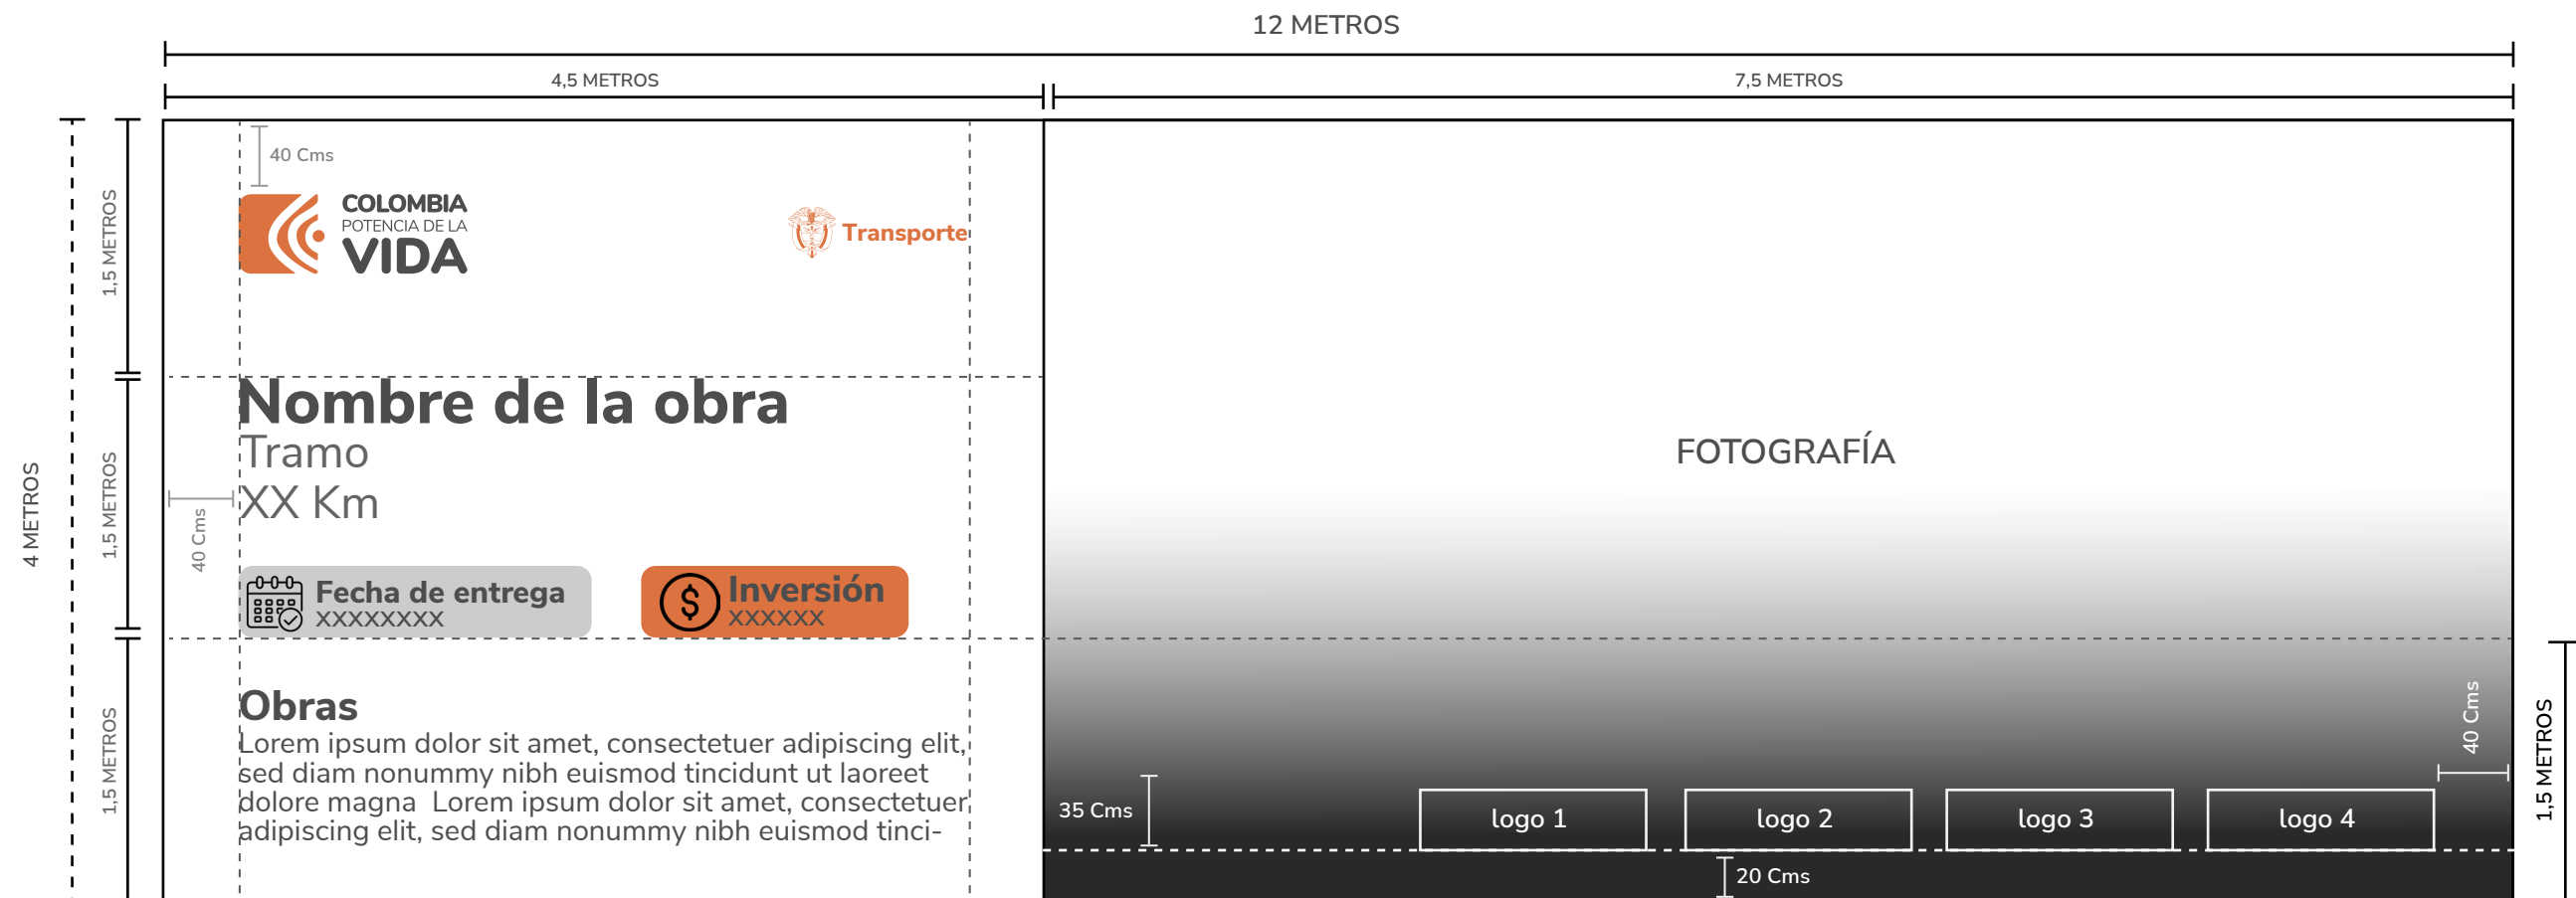 12 METROS
4,5 METROS
7,5 METROS
4 METROS
1,5 METROS
1,5 METROS
1,5 METROS
40 Cms
COLOMBIA
POTENCIA DE LA
VIDA
Transporte
Nombre de la obra
Tramo
XX Km
40 Cms
Fecha de entrega
XXXXXXXX
$
Inversión
XXXXXX
Obras
Lorem ipsum dolor sit amet, consectetuer adipiscing elit,
sed diam nonummy nibh euismod tincidunt ut laoreet
dolore magna  Lorem ipsum dolor sit amet, consectetuer
adipiscing elit, sed diam nonummy nibh euismod tinci-
FOTOGRAFÍA
40 Cms
1,5 METROS
35 Cms
logo 1
logo 2
logo 3
logo 4
20 Cms